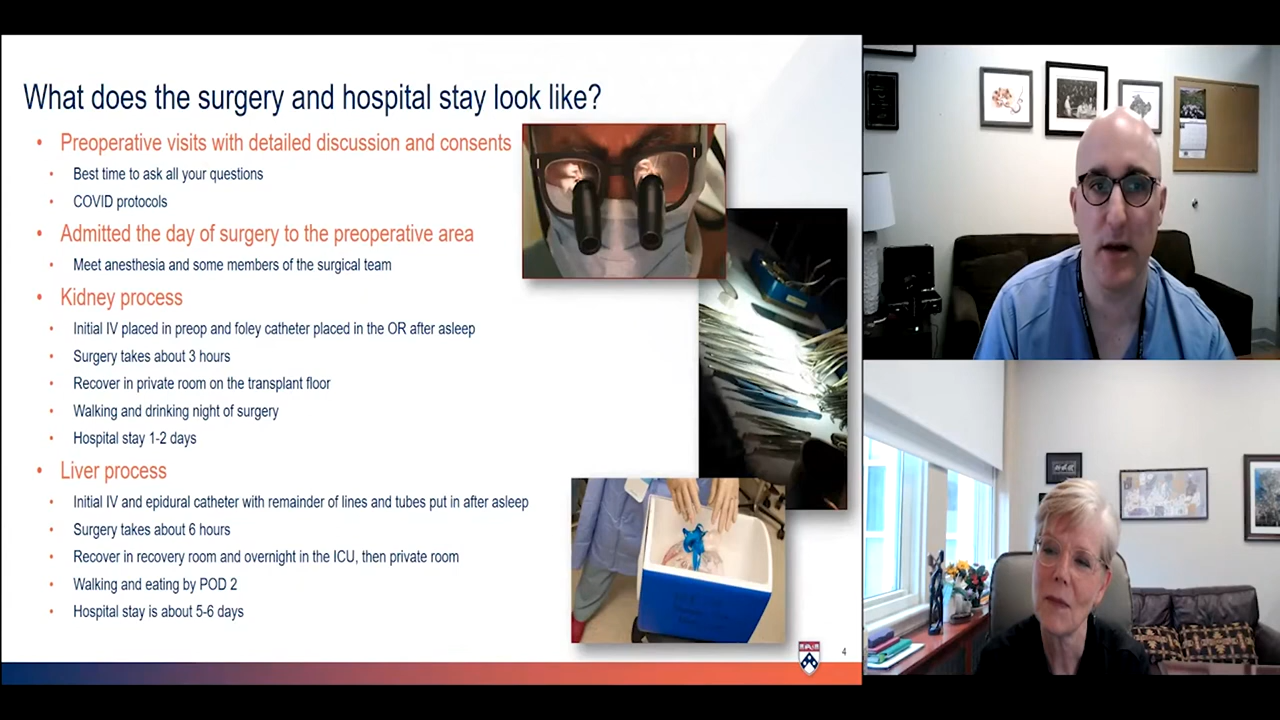 What does the surgery and hospital stay look like?
• Preoperative visits with detailed discussion and consents
• Best time to ask all your questions
• COVID protocols
• Admitted the day of surgery to the preoperative area
• Meet anesthesia and some members of the surgical team
• Kidney process
• Initial IV placed in preop and foley catheter placed in the OR after asleep
• Surgery takes about 3 hours
• Recover in private room on the transplant floor
• Walking and drinking night of surgery
• Hospital stay 1-2 days
• Liver process
• Initial IV and epidural catheter with remainder of lines and tubes put in after asleep
• Surgery takes about 6 hours
• Recover in recovery room and overnight in the ICU, then private room
• Walking and eating by POD 2
• Hospital stay is about 5-6 days
4